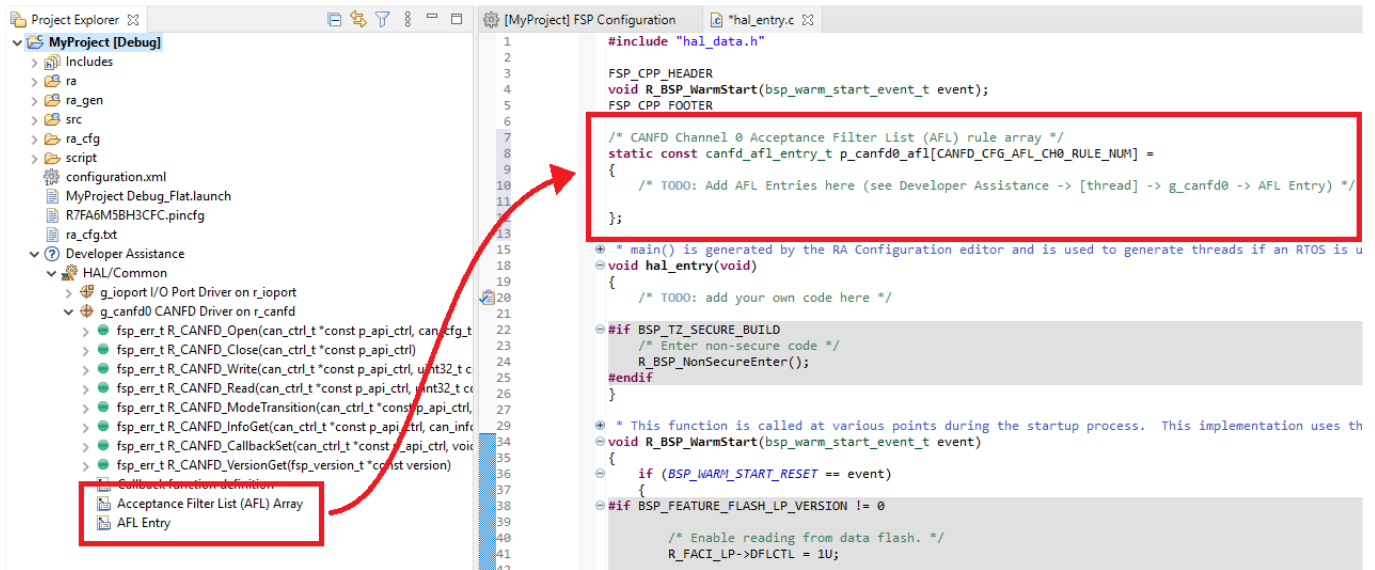 Project Explorer
MyProject [Debug]
Includes
ra
ra_gen
src
ra_cfg
script
configuration.xml
MyProject Debug_Flat.launch
R7FA6M5BH3CFC.pincfg
ra_cfg.txt
Developer Assistance
HAL/Common
g_ioport I/O Port Driver on r_ioport
g_canfd0 CANFD Driver on r_canfd
fsp_err_t R_CANFD_Open(can_ctrl_t *const p_api_ctrl, can_cfg_t
fsp_err_t R_CANFD_Close(can_ctrl_t *const p_api_ctrl)
fsp_err_t R_CANFD_Write(can_ctrl_t *const p_api_ctrl, uint32_t
fsp_err_t R_CANFD_Read(can_ctrl_t *const p_api_ctrl, uint32_t
fsp_err_t R_CANFD_ModeTransition(can_ctrl_t *const p_api_ctrl,
fsp_err_t R_CANFD_InfoGet(can_ctrl_t *const p_api_ctrl, can_info
fsp_err_t R_CANFD_CallbackSet(can_ctrl_t *const p_api_ctrl, void
fsp_err_t R_CANFD_VersionGet(fsp_version_t *const version)
Callback function definition
Acceptance Filter List (AFL) Array
AFL Entry
[MyProject] FSP Configuration
*hal_entry.c
1 #include "hal_data.h"
2
3 FSP_CPP_HEADER
4 void R_BSP_WarmStart(bsp_warm_start_event_t event);
5 FSP_CPP_FOOTER
6
7 /* CANFD Channel 0 Acceptance Filter List (AFL) rule array */
8 static const canfd_afl_entry_t p_canfd0_afl[CANFD_CFG_AFL_CH0_RULE_NUM] =
9 {
10 /* TODO: Add AFL Entries here (see Developer Assistance -> [thread] -> g_canfd0 -> AFL Entry) */
11
12 };
13
15 * main() is generated by the RA Configuration editor and is used to generate threads if an RTOS is u
18 void hal_entry(void)
19 {
20 /* TODO: add your own code here */
21
22 #if BSP_TZ_SECURE_BUILD
23 /* Enter non-secure code */
24 R_BSP_NonSecureEnter();
25 #endif
26 }
27
29 * This function is called at various points during the startup process. This implementation uses th
34 void R_BSP_WarmStart(bsp_warm_start_event_t event)
35 {
36 if (BSP_WARM_START_RESET == event)
37 {
38 #if BSP_FEATURE_FLASH_LP_VERSION != 0
39
40 /* Enable reading from data flash. */
41 R_FACI_LP->DFLCTL = 1U;
42